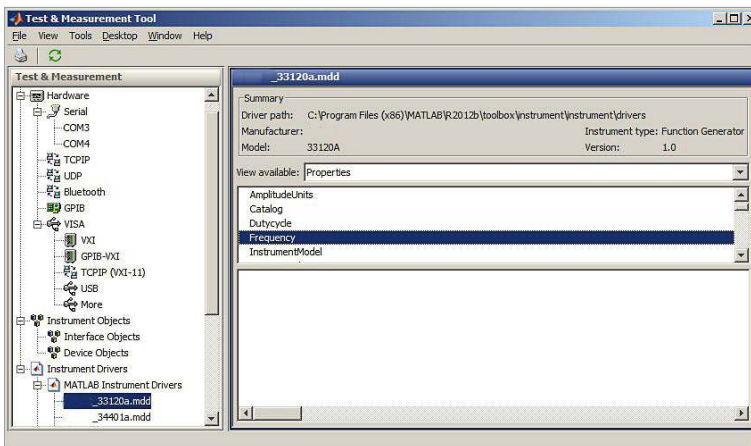 Test & Measurement Tool
File View Tools Desktop Window Help
Test & Measurement
Hardware
Serial
COM3
COM4
TCPIP
UDP
Bluetooth
GPIB
VISA
VXI
GPIB-VXI
TCPIP (VXI-11)
USB
More
Instrument Objects
Interface Objects
Device Objects
Instrument Drivers
MATLAB Instrument Drivers
_33120a.mdd
_34401a.mdd
_33120a.mdd
Summary
Driver path: C:\Program Files (x86)\MATLAB\R2012b\toolbox\instrument\instrument\drivers
Manufacturer: Instrument type: Function Generator
Model: 33120A Version: 1.0
View available: Properties
AmplitudeUnits
Catalog
Dutycycle
Frequency
InstrumentModel